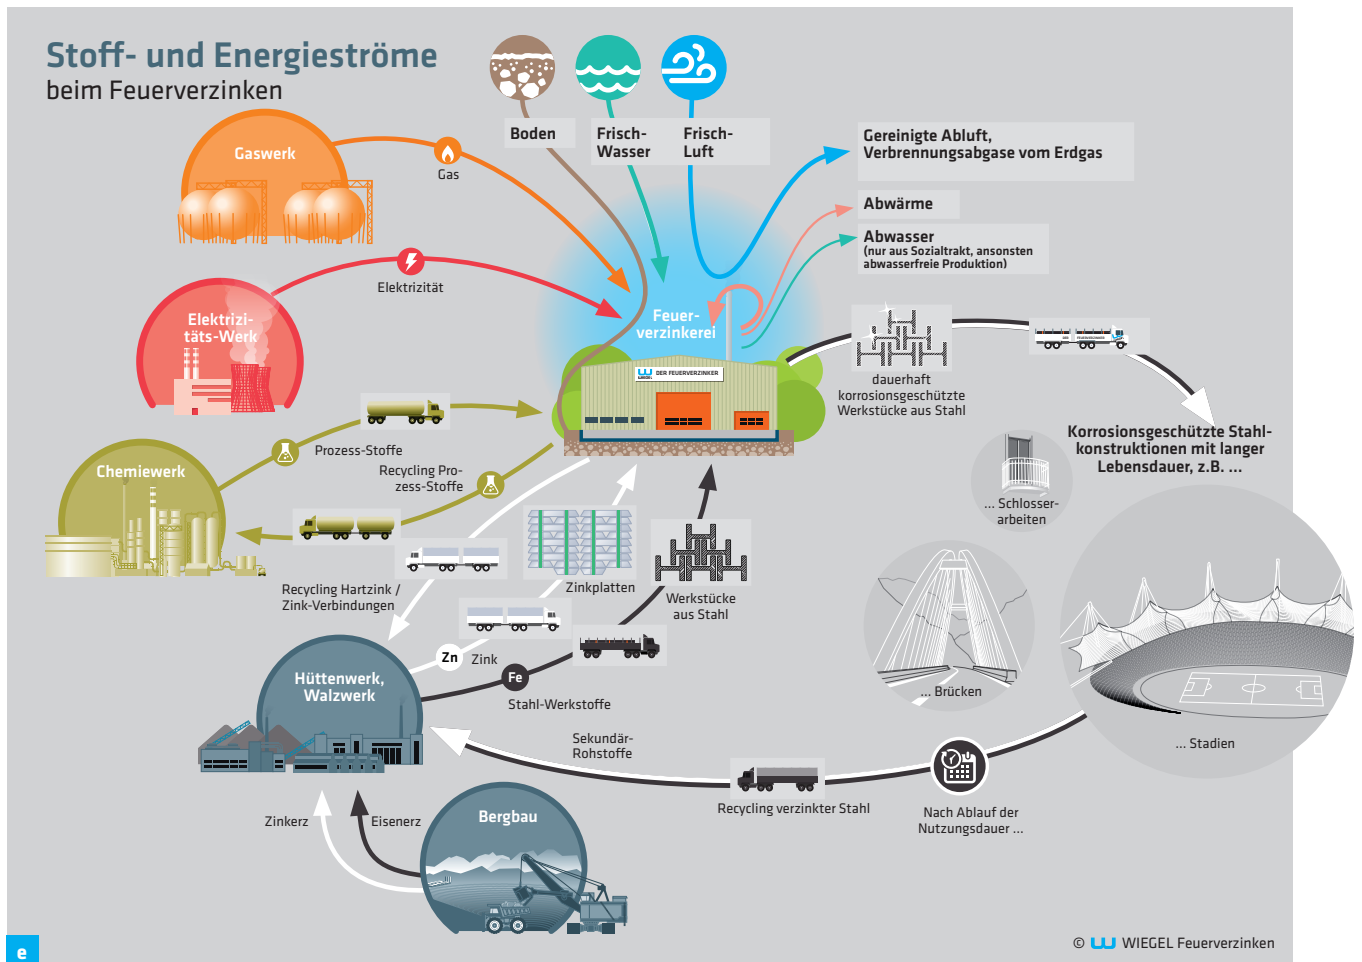 Stoff- und Energieströme
beim Feuerverzinken
Boden
Frisch-
Wasser
Frisch-
Luft
Gereinigte Abluft,
Verbrennungsabgase vom Erdgas
Gaswerk
Gas
Abwärme
Abwasser
(nur aus Sozialtrakt, ansonsten
abwasserfreie Produktion)
Elektrizität
Elektrizi-
täts-Werk
Feuer-
verzinkerei
DER FEUERVERZINKER
dauerhaft
korrosionsgeschützte
Werkstücke aus Stahl
Korrosionsgeschützte Stahl-
konstruktionen mit langer
Lebensdauer, z.B. ...
Prozess-Stoffe
Chemiewerk
Recycling Pro-
zess-Stoffe
... Schlosser-
arbeiten
Recycling Hartzink /
Zink-Verbindungen
Zinkplatten
Werkstücke
aus Stahl
Zn
Zink
Fe
Stahl-Werkstoffe
Hüttenwerk,
Walzwerk
... Brücken
... Stadien
Sekundär-
Rohstoffe
Recycling verzinkter Stahl
Nach Ablauf der
Nutzungsdauer ...
Zinkerz
Eisenerz
Bergbau
e
© WIEGEL Feuerverzinken